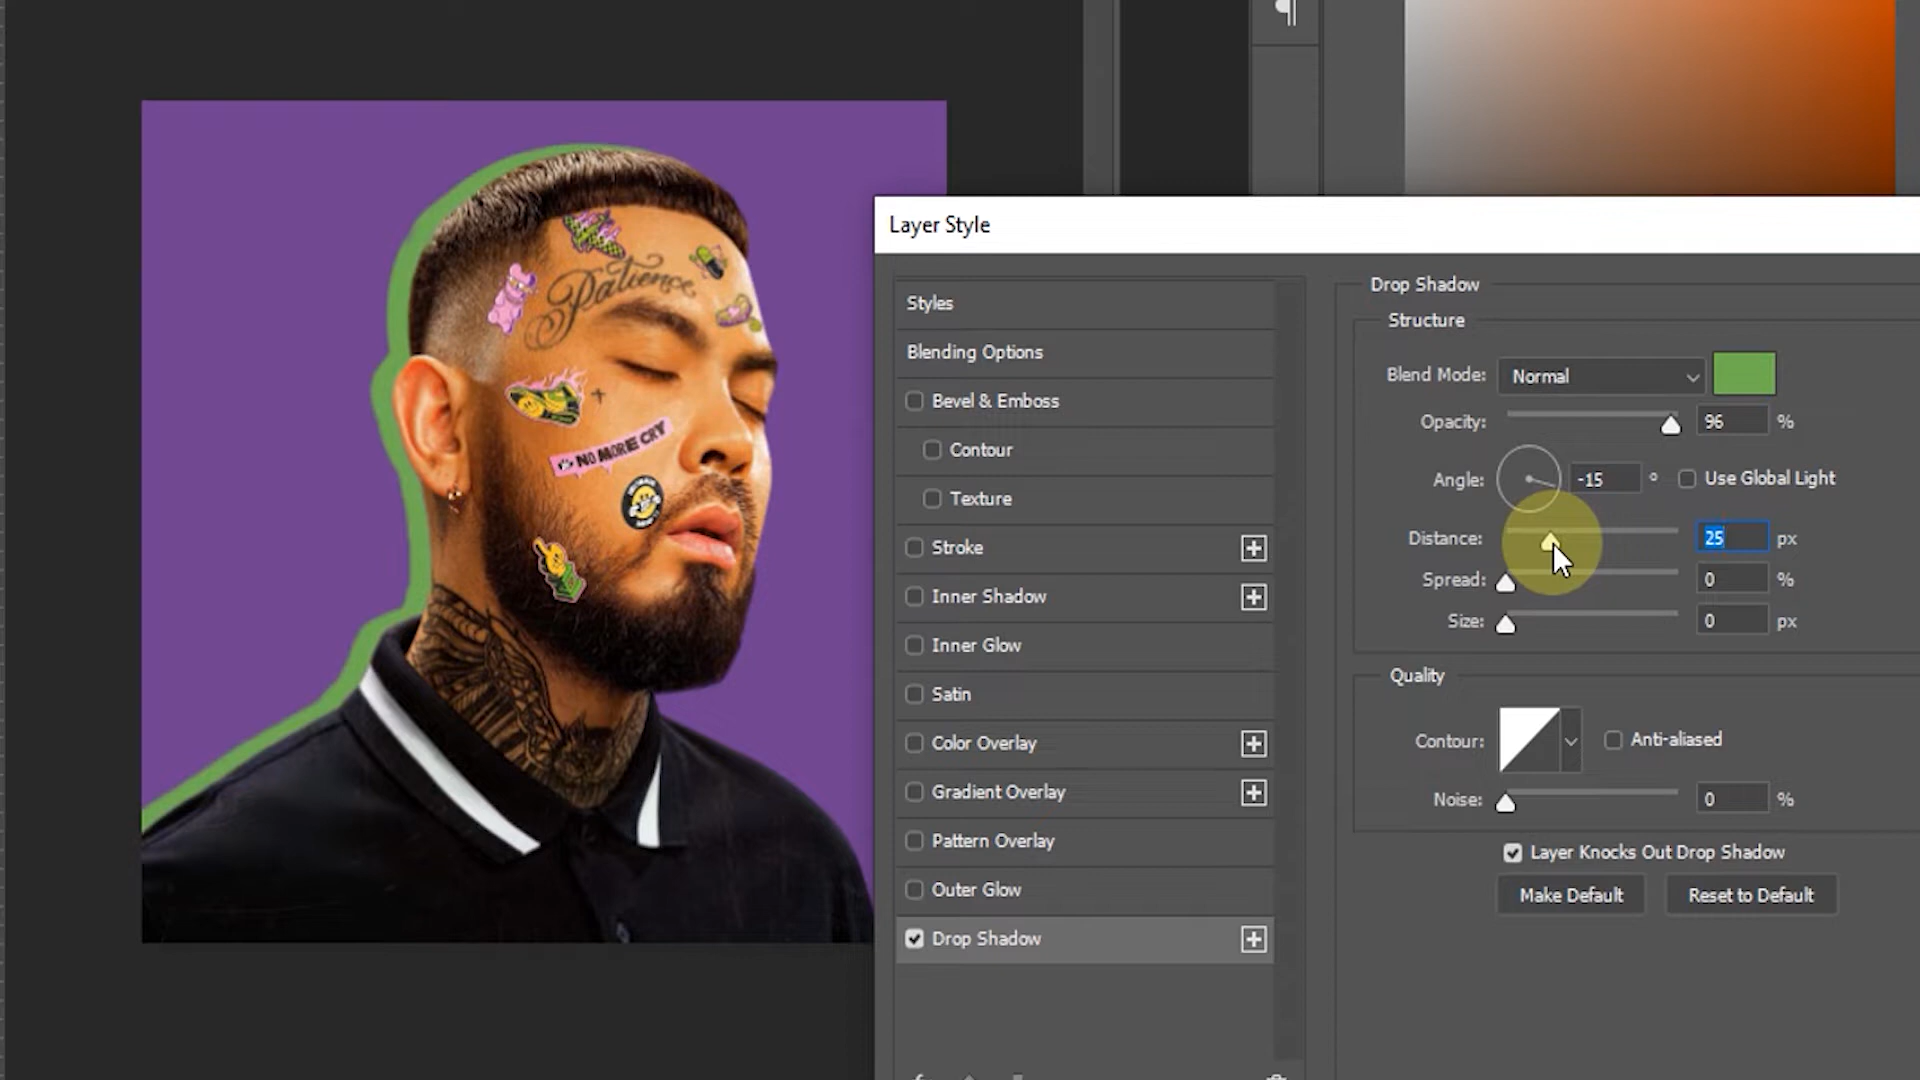 Patience
NO MORE CRY
Layer Style
Styles
Blending Options
Bevel & Emboss
Contour
Texture
Stroke
Inner Shadow
Inner Glow
Satin
Color Overlay
Gradient Overlay
Pattern Overlay
Outer Glow
Drop Shadow
Drop Shadow
Structure
Blend Mode: Normal
Opacity: 96 %
Angle: -15 ° Use Global Light
Distance: 25 px
Spread: 0 %
Size: 0 px
Quality
Contour: Anti-aliased
Noise: 0 %
Layer Knocks Out Drop Shadow
Make Default Reset to Default